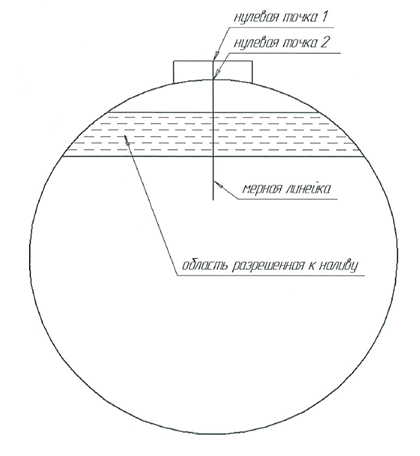 нулевая точка 1
нулевая точка 2
мерная линейка
область разрешенная к наливу